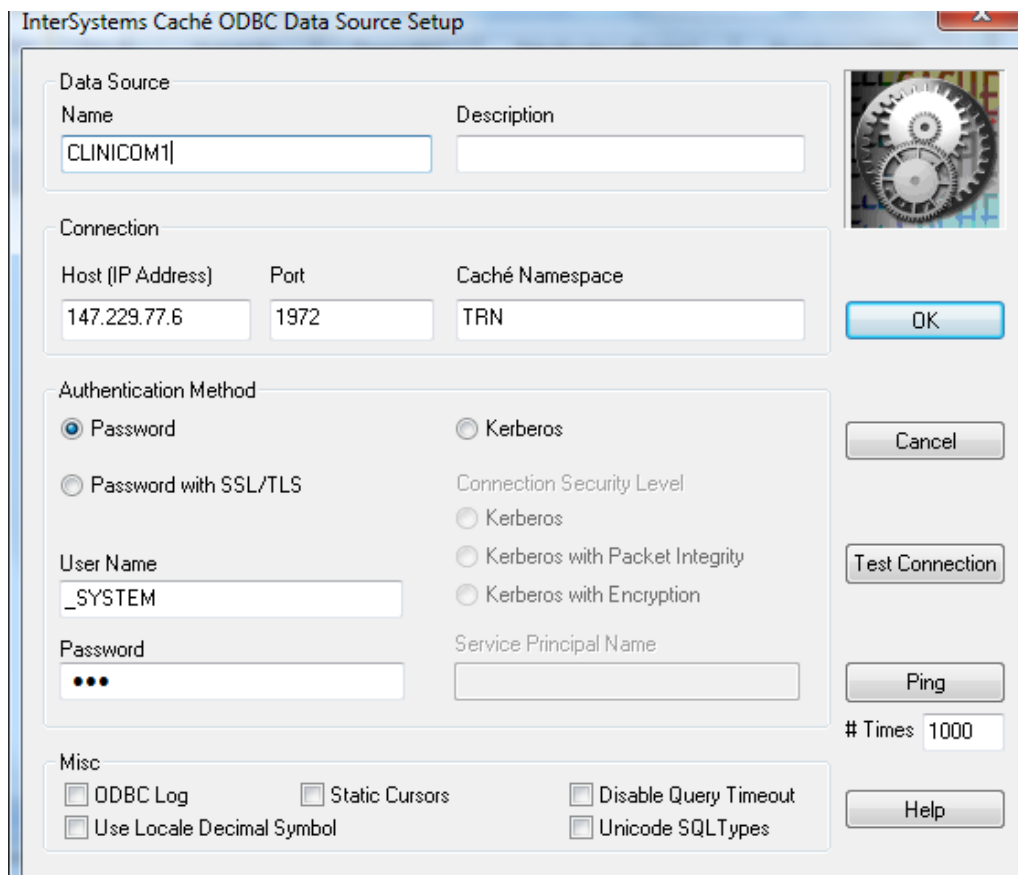 InterSystems Caché ODBC Data Source Setup
Data Source
Name Description
CLINICOM1
Connection
Host (IP Address) Port Caché Namespace
147.229.77.6 1972 TRN
OK
Authentication Method
Password Kerberos
Cancel
Password with SSL/TLS Connection Security Level
Kerberos
User Name Kerberos with Packet Integrity Test Connection
_SYSTEM Kerberos with Encryption
Password Service Principal Name
●●●
Ping
# Times 1000
Misc
ODBC Log Static Cursors Disable Query Timeout
Help
Use Locale Decimal Symbol Unicode SQLTypes